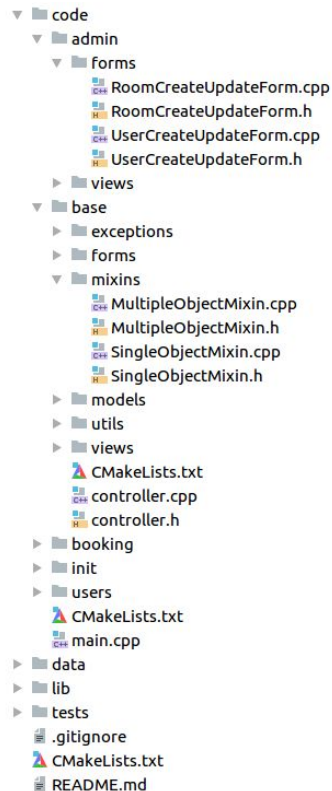 code
admin
forms
C++ RoomCreateUpdateForm.cpp
H RoomCreateUpdateForm.h
C++ UserCreateUpdateForm.cpp
H UserCreateUpdateForm.h
views
base
exceptions
forms
mixins
C++ MultipleObjectMixin.cpp
H MultipleObjectMixin.h
C++ SingleObjectMixin.cpp
H SingleObjectMixin.h
models
utils
views
CMakeLists.txt
C++ controller.cpp
H controller.h
booking
init
users
CMakeLists.txt
C++ main.cpp
data
lib
tests
.gitignore
CMakeLists.txt
README.md